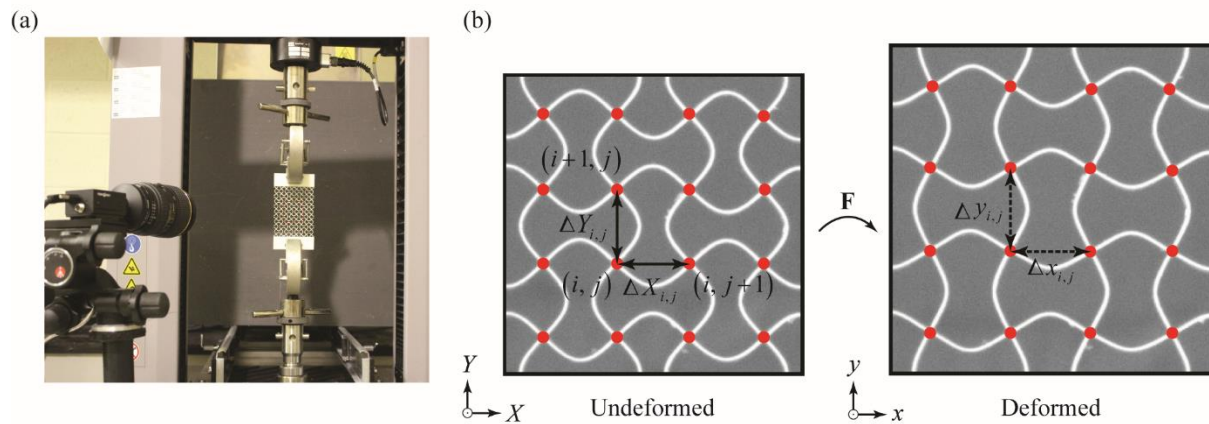 (a)
(b)
(i+1, j)
ΔY_{i,j}
(i, j) ΔX_{i,j} (i, j+1)
Y
X
Undeformed
F
Δy_{i,j}
Δx_{i,j}
y
x
Deformed